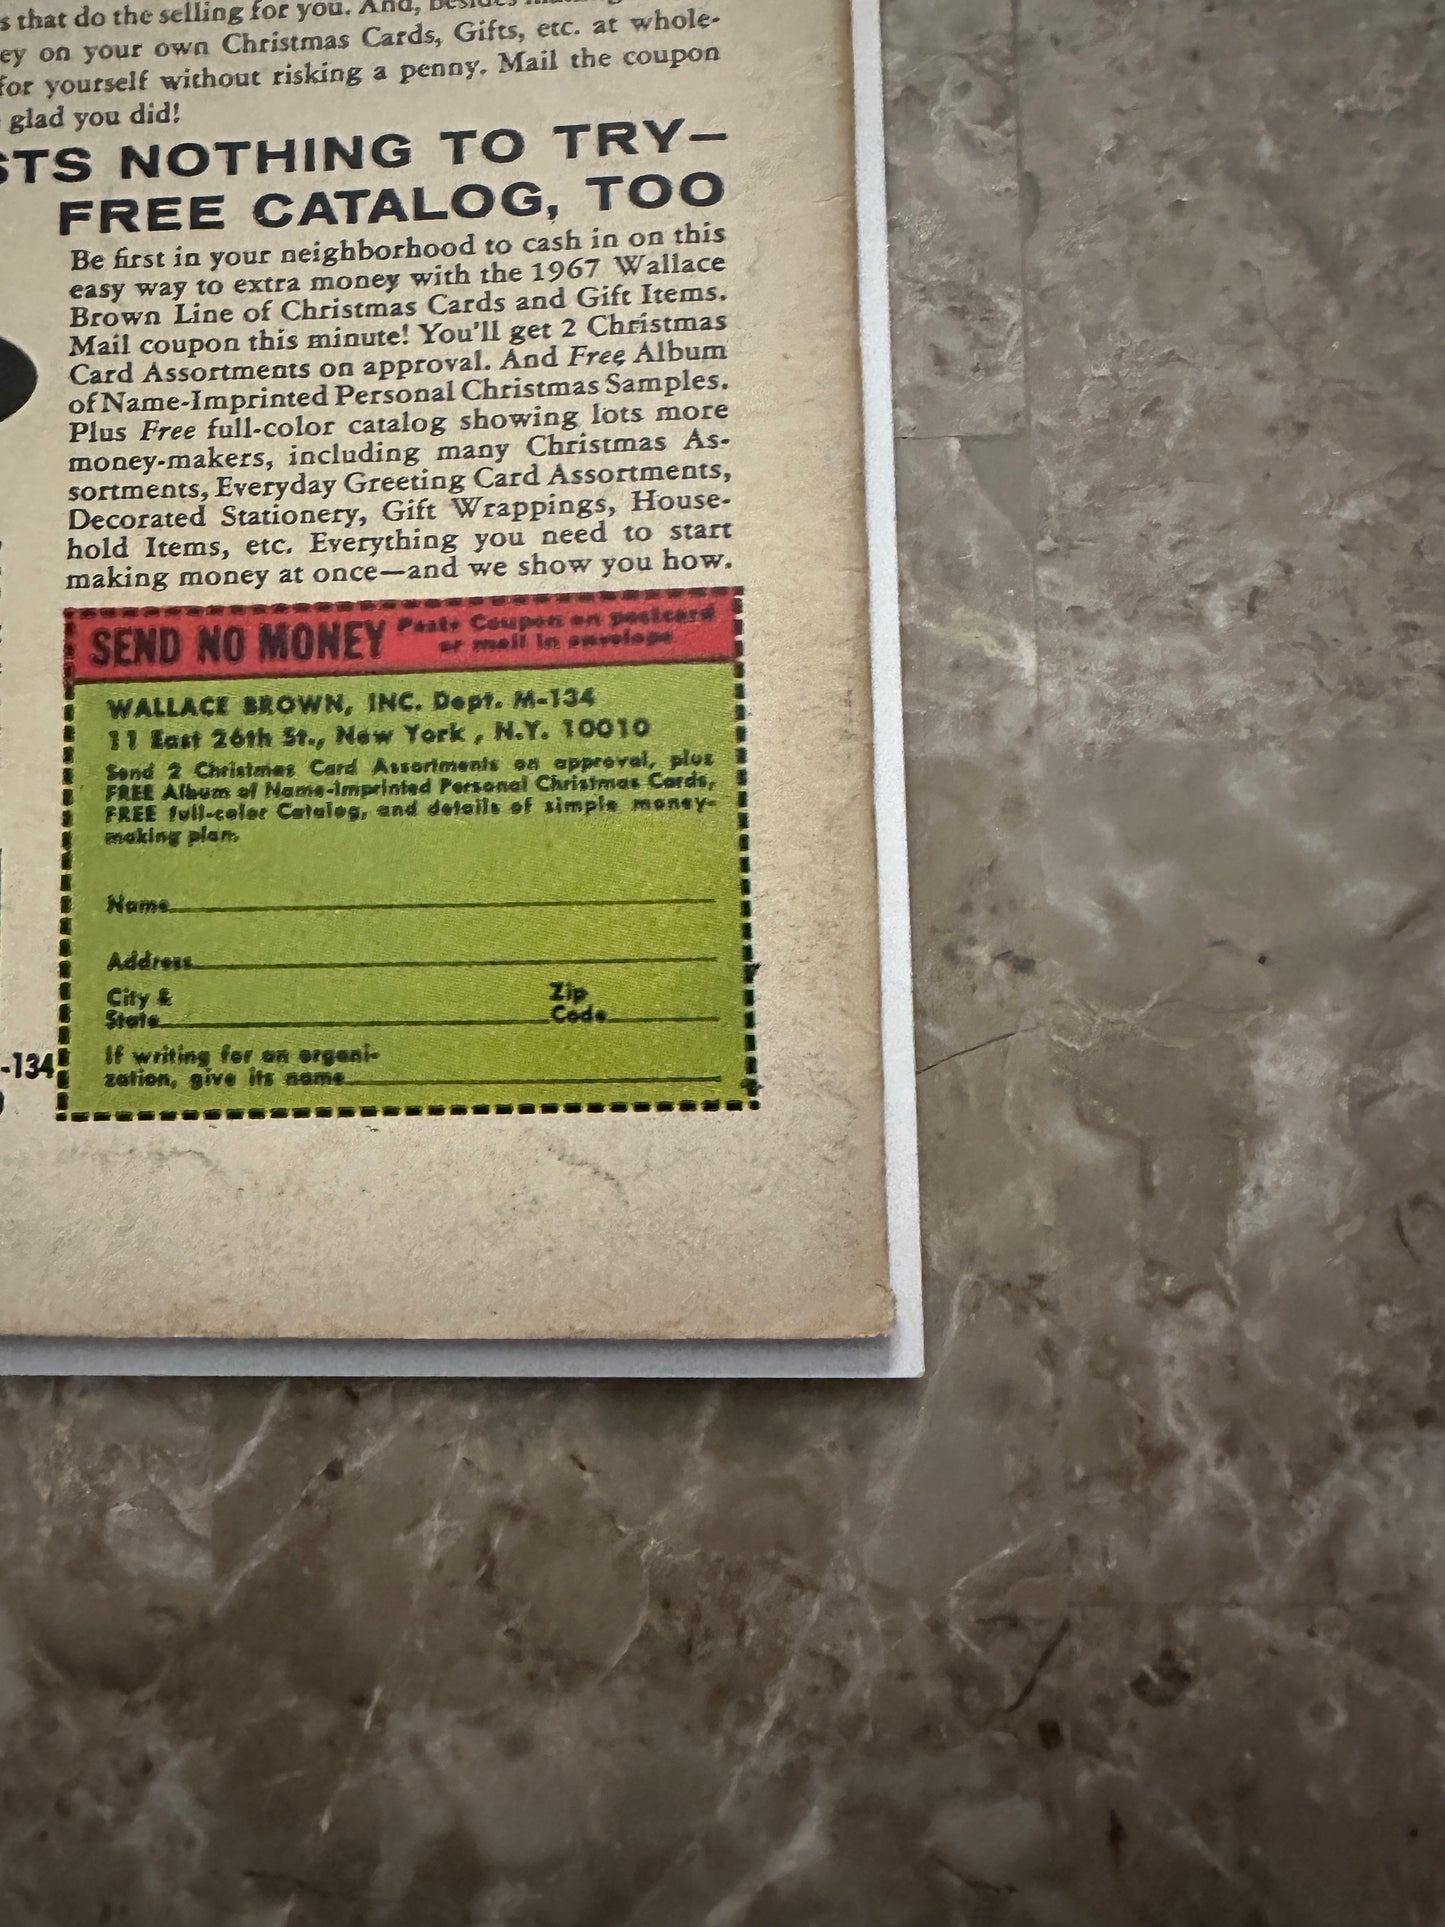 s that do the selling for you. And, besides
ey on your own Christmas Cards, Gifts, etc. at whole-
for yourself without risking a penny. Mail the coupon
glad you did!
STS NOTHING TO TRY—
FREE CATALOG, TOO
Be first in your neighborhood to cash in on this
easy way to extra money with the 1967 Wallace
Brown Line of Christmas Cards and Gift Items.
Mail coupon this minute! You'll get 2 Christmas
Card Assortments on approval. And Free Album
of Name-Imprinted Personal Christmas Samples.
Plus Free full-color catalog showing lots more
money-makers, including many Christmas As-
sortments, Everyday Greeting Card Assortments,
Decorated Stationery, Gift Wrappings, House-
hold Items, etc. Everything you need to start
making money at once—and we show you how.
SEND NO MONEY Paste Coupon on postcard
or mail in envelope
WALLACE BROWN, INC. Dept. M-134
11 East 26th St., New York, N.Y. 10010
Send 2 Christmas Card Assortments on approval, plus
FREE Album of Name-Imprinted Personal Christmas Cards,
FREE full-color Catalog, and details of simple money-
making plan.
Name
Address
City & Zip
State Code
If writing for an organi-
zation, give its name
-134